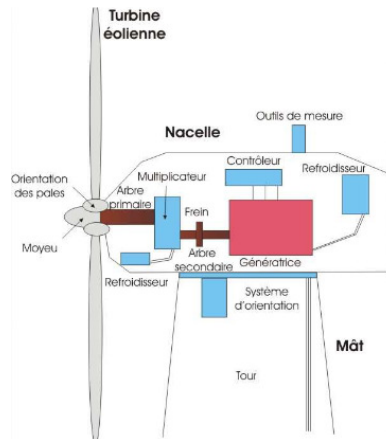 Turbine
éolienne
Outils de mesure
Nacelle
Contrôleur
Refroidisseur
Multiplicateur
Orientation
des pales
Arbre
primaire
Frein
Moyeu
Arbre
secondaire
Génératrice
Refroidisseur
Système
d'orientation
Mât
Tour